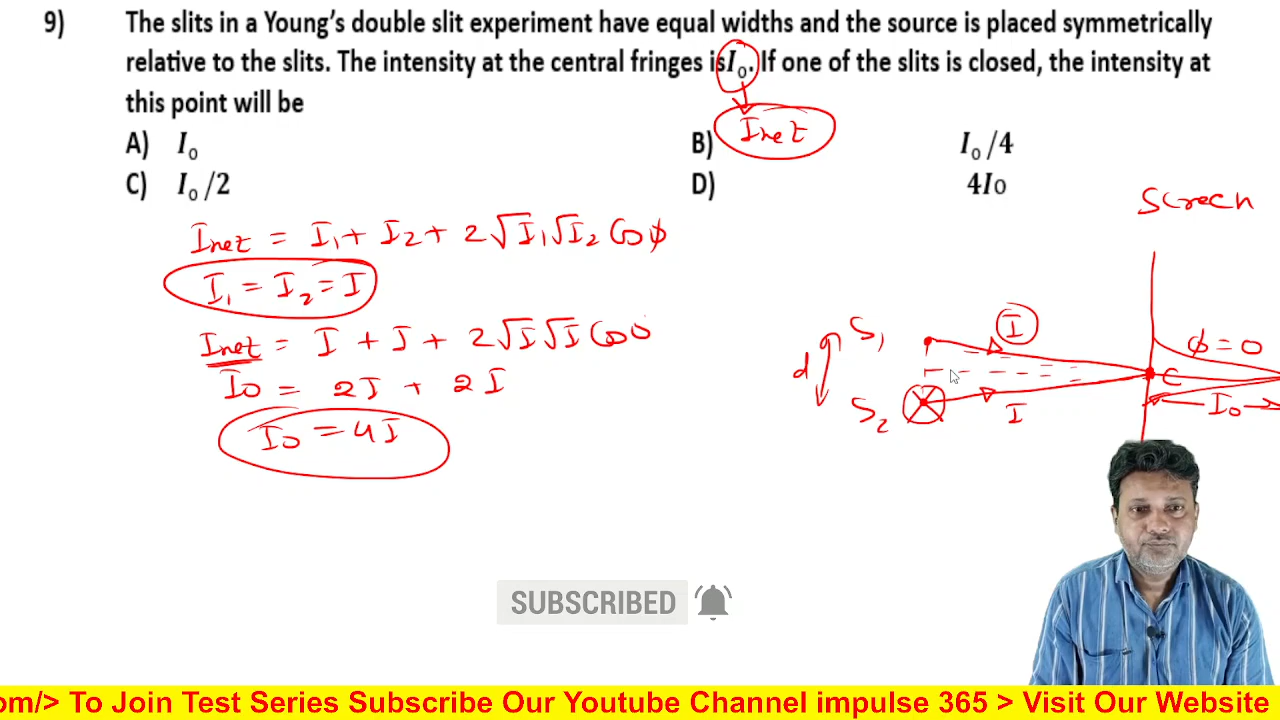 9) The slits in a Young's double slit experiment have equal widths and the source is placed symmetrically
relative to the slits. The intensity at the central fringes is I₀. If one of the slits is closed, the intensity at
this point will be
Inet
A) I₀ B) I₀ /4
C) I₀ /2 D) 4I0
Screen
Inet = I₁ + I₂ + 2√I₁√I₂ Cos φ
I₁ = I₂ = I
Inet = I + I + 2√I√I Cos 0
I0 = 2I + 2I
I0 = 4I
S₁ I φ = 0
d C
S₂ I I0
SUBSCRIBED
om/> To Join Test Series Subscribe Our Youtube Channel impulse 365 > Visit Our Website